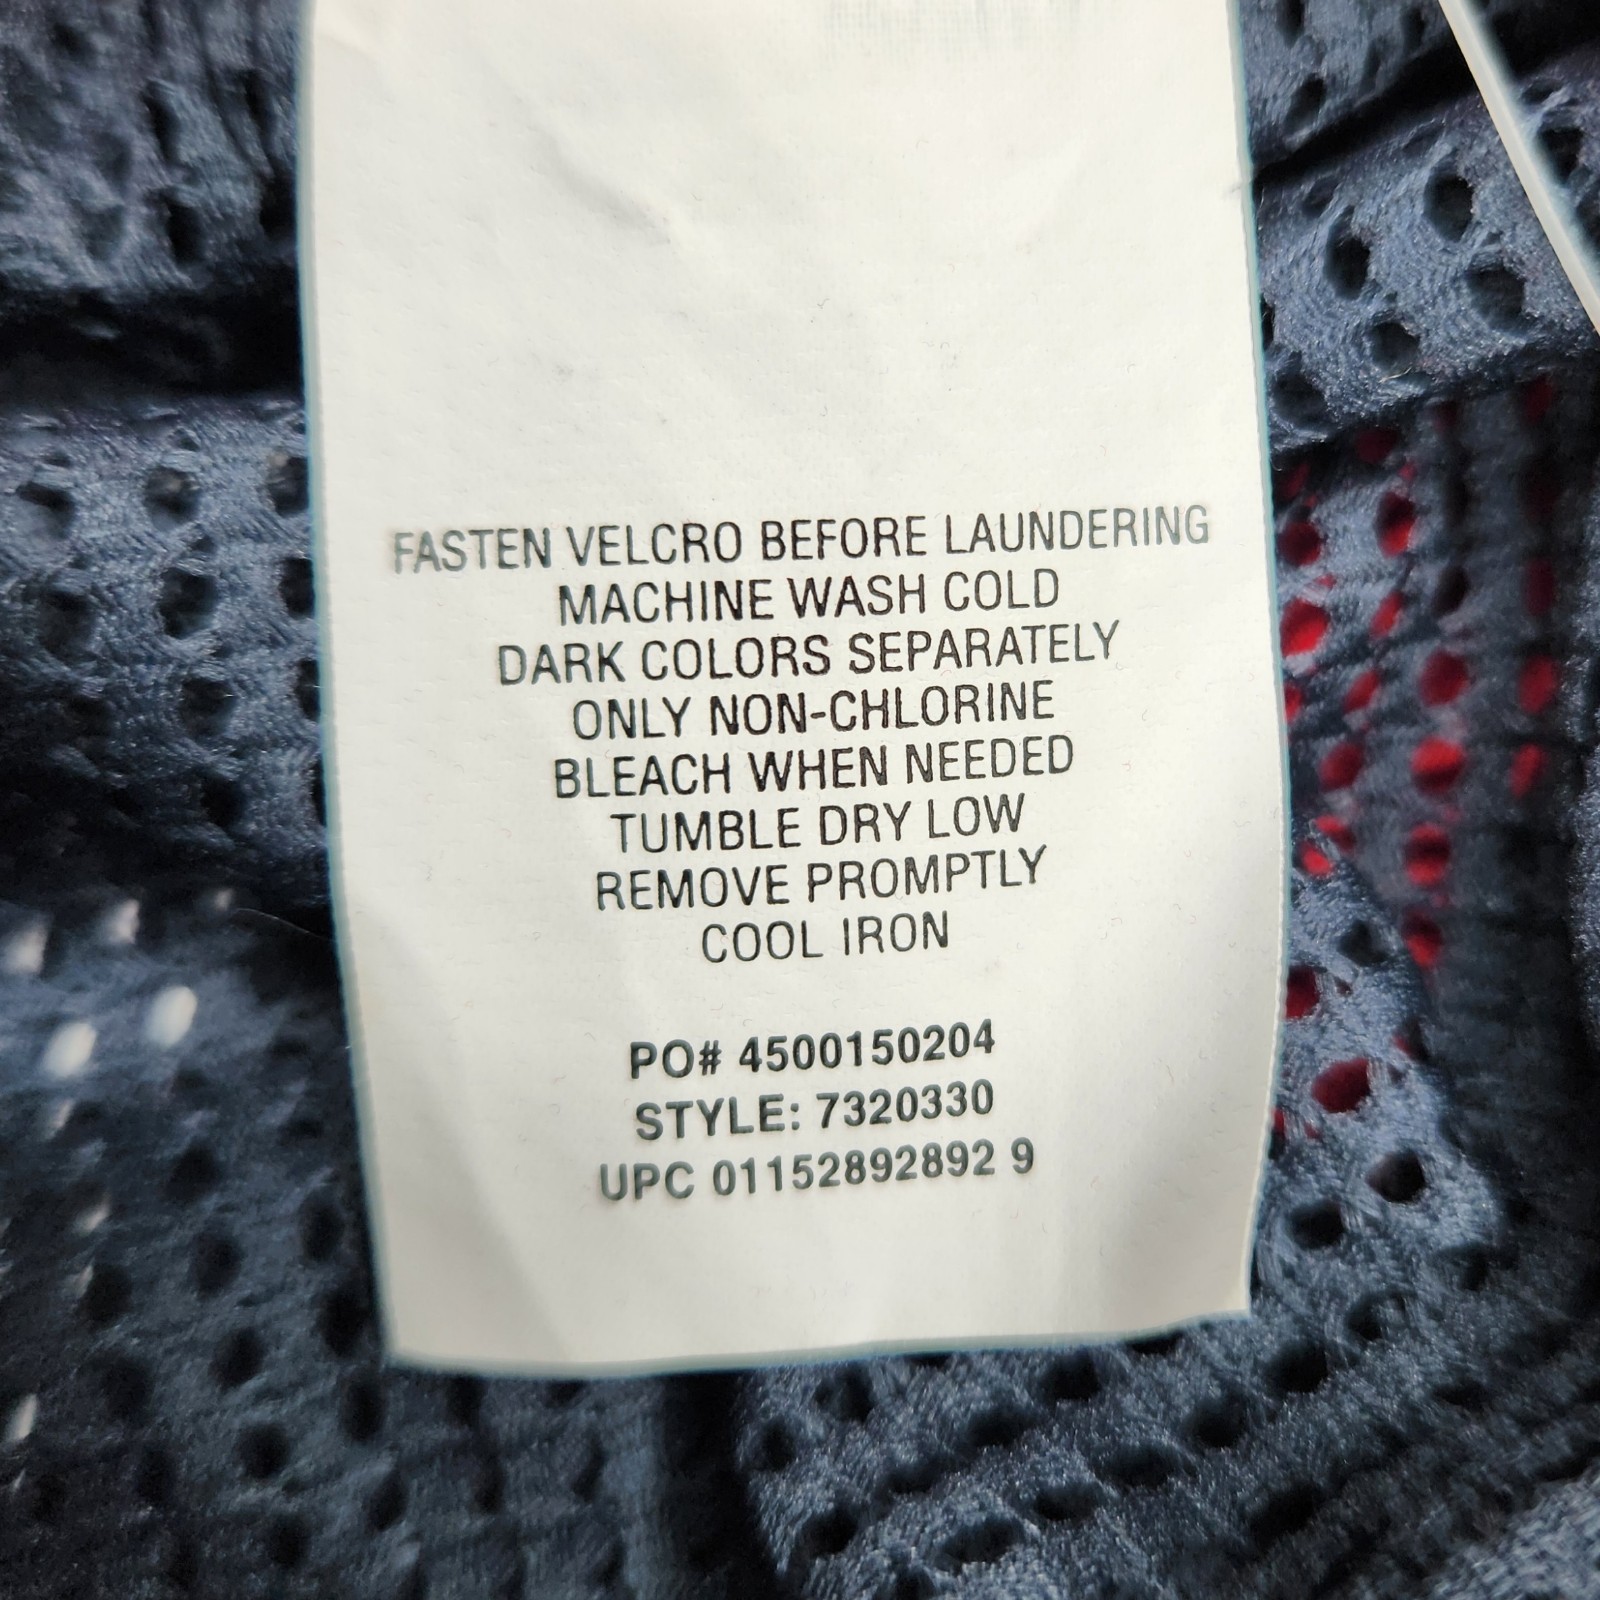 FASTEN VELCRO BEFORE LAUNDERING
MACHINE WASH COLD
DARK COLORS SEPARATELY
ONLY NON-CHLORINE
BLEACH WHEN NEEDED
TUMBLE DRY LOW
REMOVE PROMPTLY
COOL IRON
PO# 4500150204
STYLE: 7320330
UPC 01152892892 9